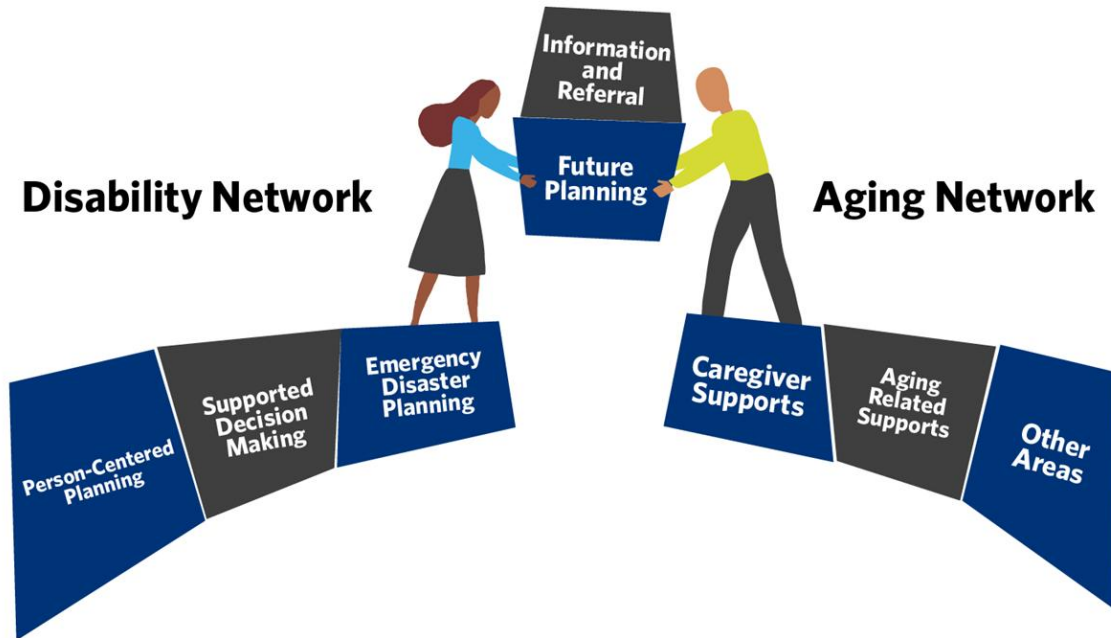 Information
and
Referral
Future
Planning
Disability Network
Aging Network
Person-Centered
Planning
Supported
Decision
Making
Emergency
Disaster
Planning
Caregiver
Supports
Aging
Related
Supports
Other
Areas